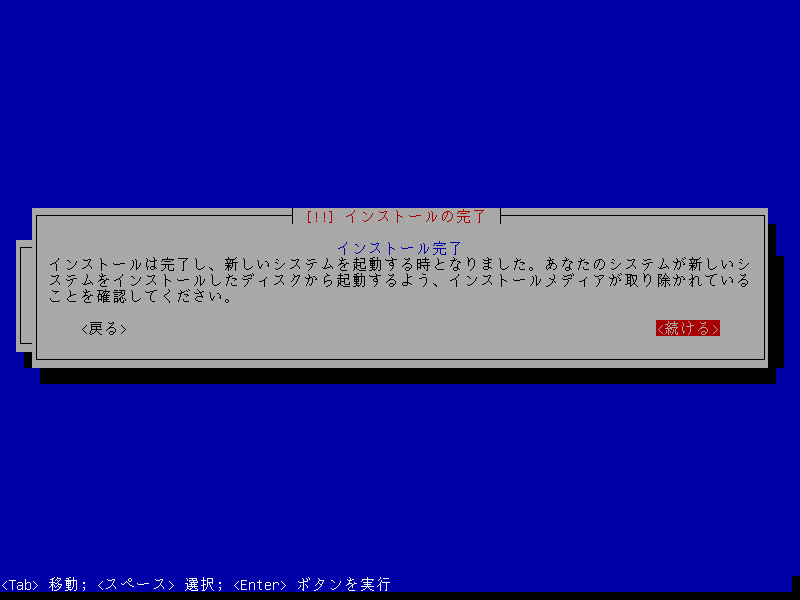 [!!] インストールの完了
インストール完了
インストールは完了し、新しいシステムを起動する時となりました。あなたのシステムが新しいシ
ステムをインストールしたディスクから起動するよう、インストールメディアが取り除かれている
ことを確認してください。
<戻る> <続ける>
<Tab> 移動; <スペース> 選択; <Enter> ボタンを実行